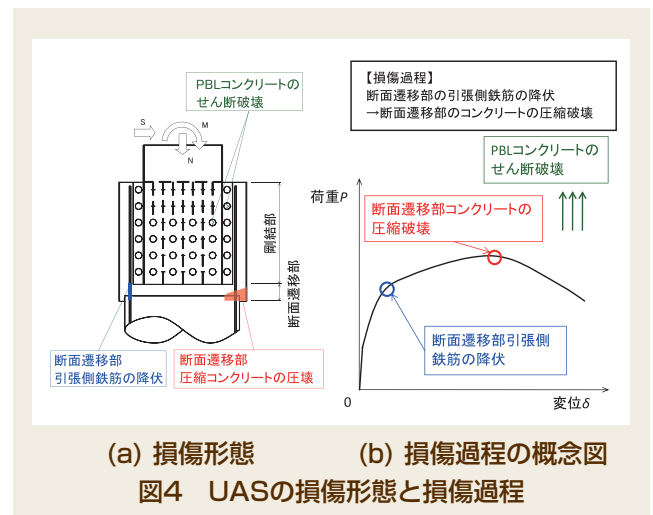 PBLコンクリートの
せん断破壊
S
M
N
剛結部
断面遷移部
断面遷移部
引張側鉄筋の降伏
断面遷移部
圧縮コンクリートの圧壊
【損傷過程】
断面遷移部の引張側鉄筋の降伏
→断面遷移部のコンクリートの圧縮破壊
PBLコンクリートの
せん断破壊
荷重P
断面遷移部コンクリートの
圧縮破壊
断面遷移部引張側
鉄筋の降伏
0
変位δ
(a) 損傷形態
(b) 損傷過程の概念図
図4 UASの損傷形態と損傷過程